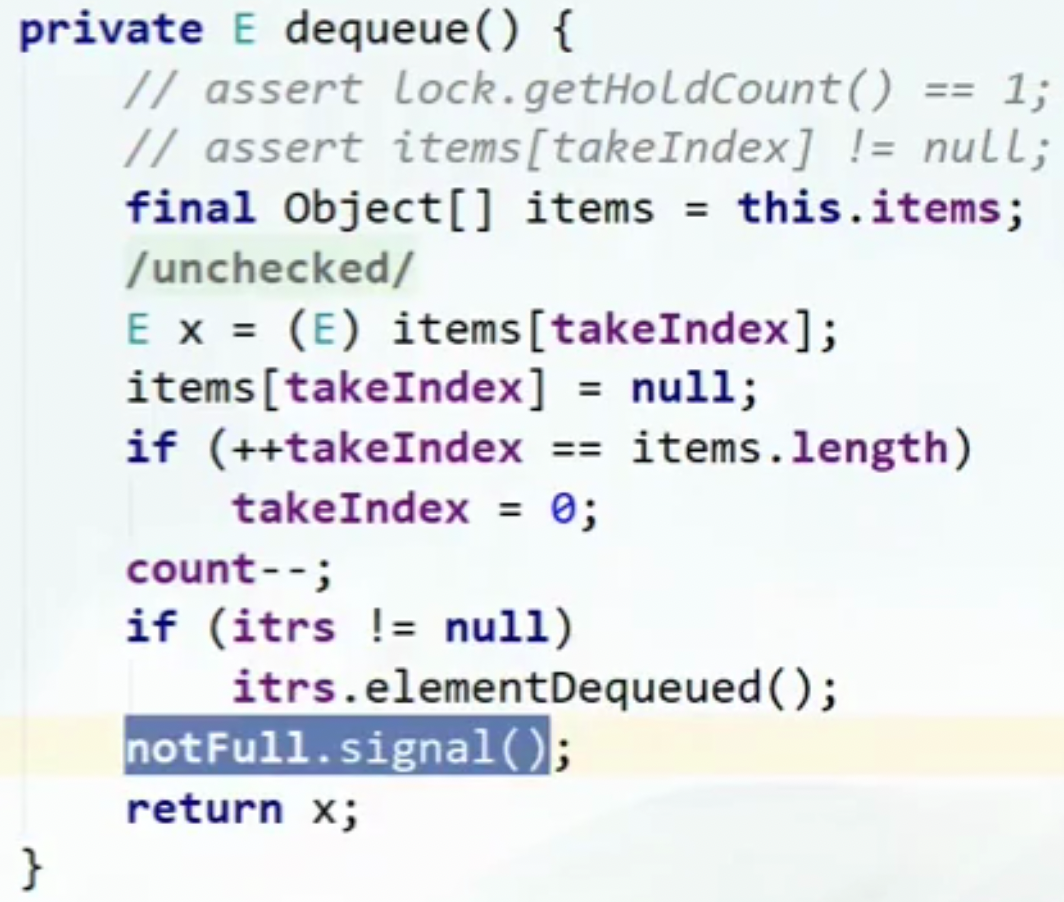 private E dequeue() {
    // assert lock.getHoldCount() == 1;
    // assert items[takeIndex] != null;
    final Object[] items = this.items;
    /unchecked/
    E x = (E) items[takeIndex];
    items[takeIndex] = null;
    if (++takeIndex == items.length)
        takeIndex = 0;
    count--;
    if (itrs != null)
        itrs.elementDequeued();
    notFull.signal();
    return x;
}